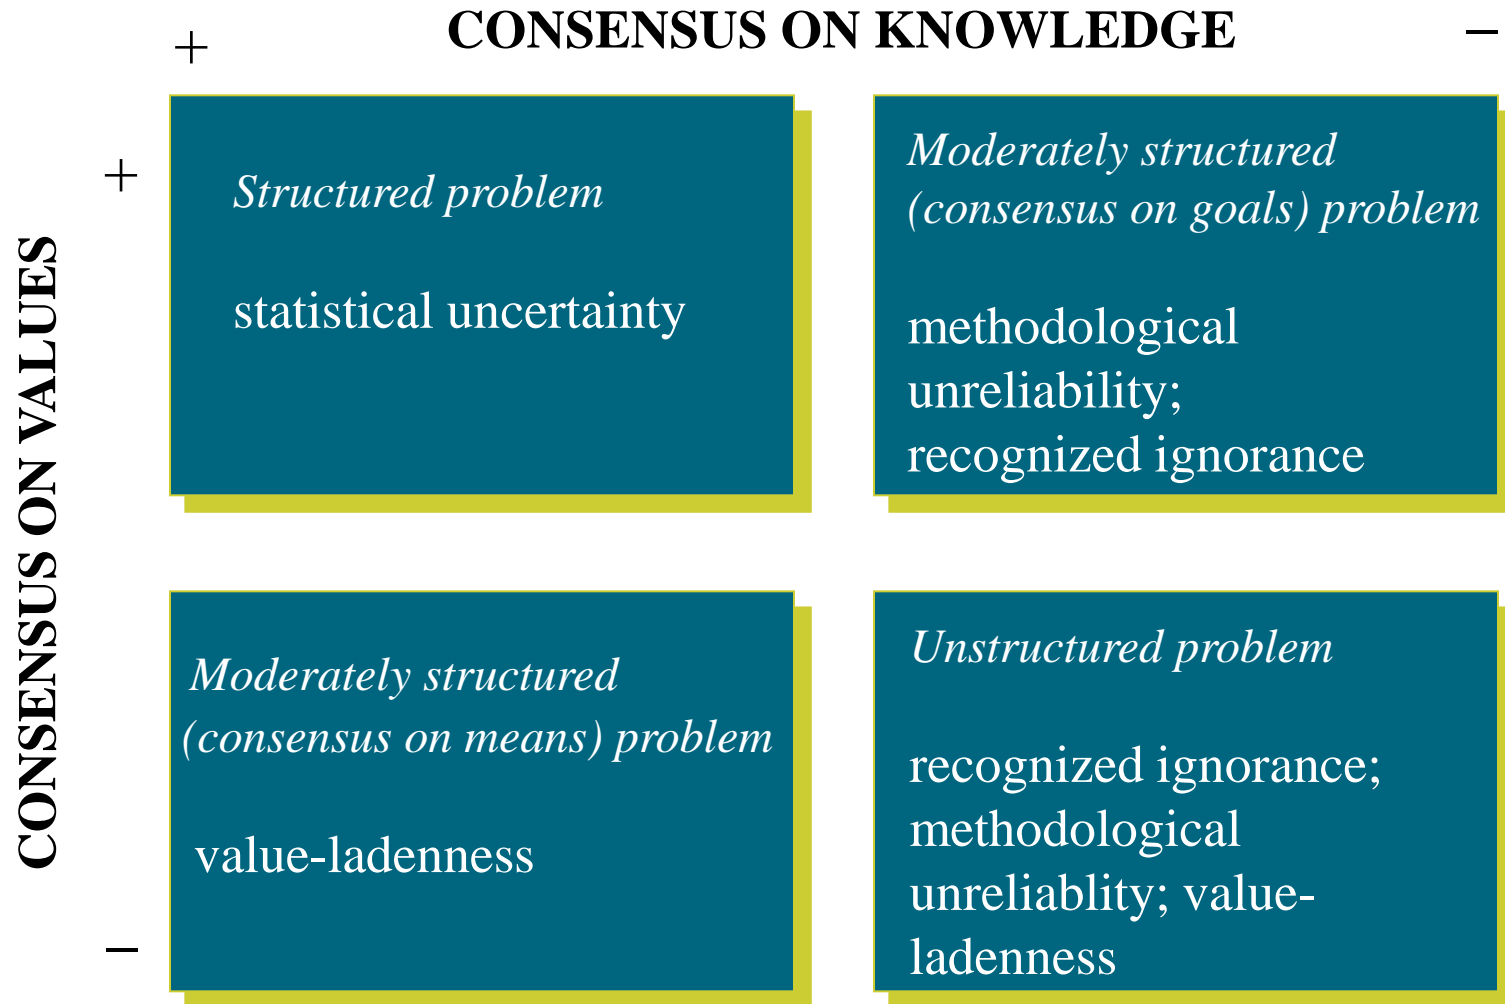 CONSENSUS ON KNOWLEDGE
+
−
+
CONSENSUS ON VALUES
−
Structured problem
statistical uncertainty
Moderately structured
(consensus on goals) problem
methodological
unreliability;
recognized ignorance
Moderately structured
(consensus on means) problem
value-ladenness
Unstructured problem
recognized ignorance;
methodological
unreliablity; value-
ladenness